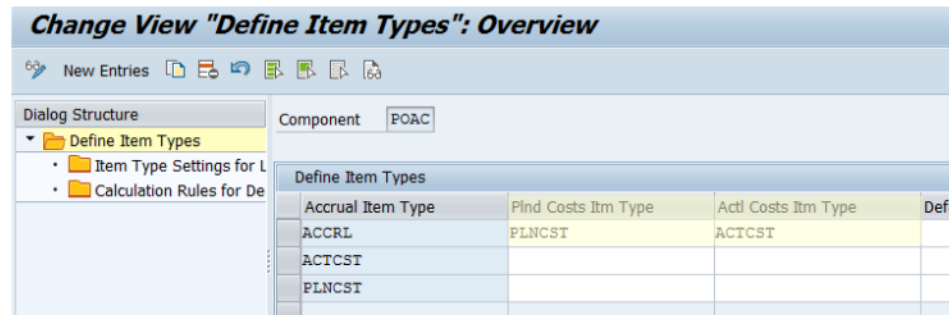 Change View "Define Item Types": Overview
New Entries
Dialog Structure
Define Item Types
Item Type Settings for L
Calculation Rules for De
Component POAC
Define Item Types
Accrual Item Type Plnd Costs Itm Type Actl Costs Itm Type Def
ACCRL PLNCST ACTCST
ACTCST
PLNCST